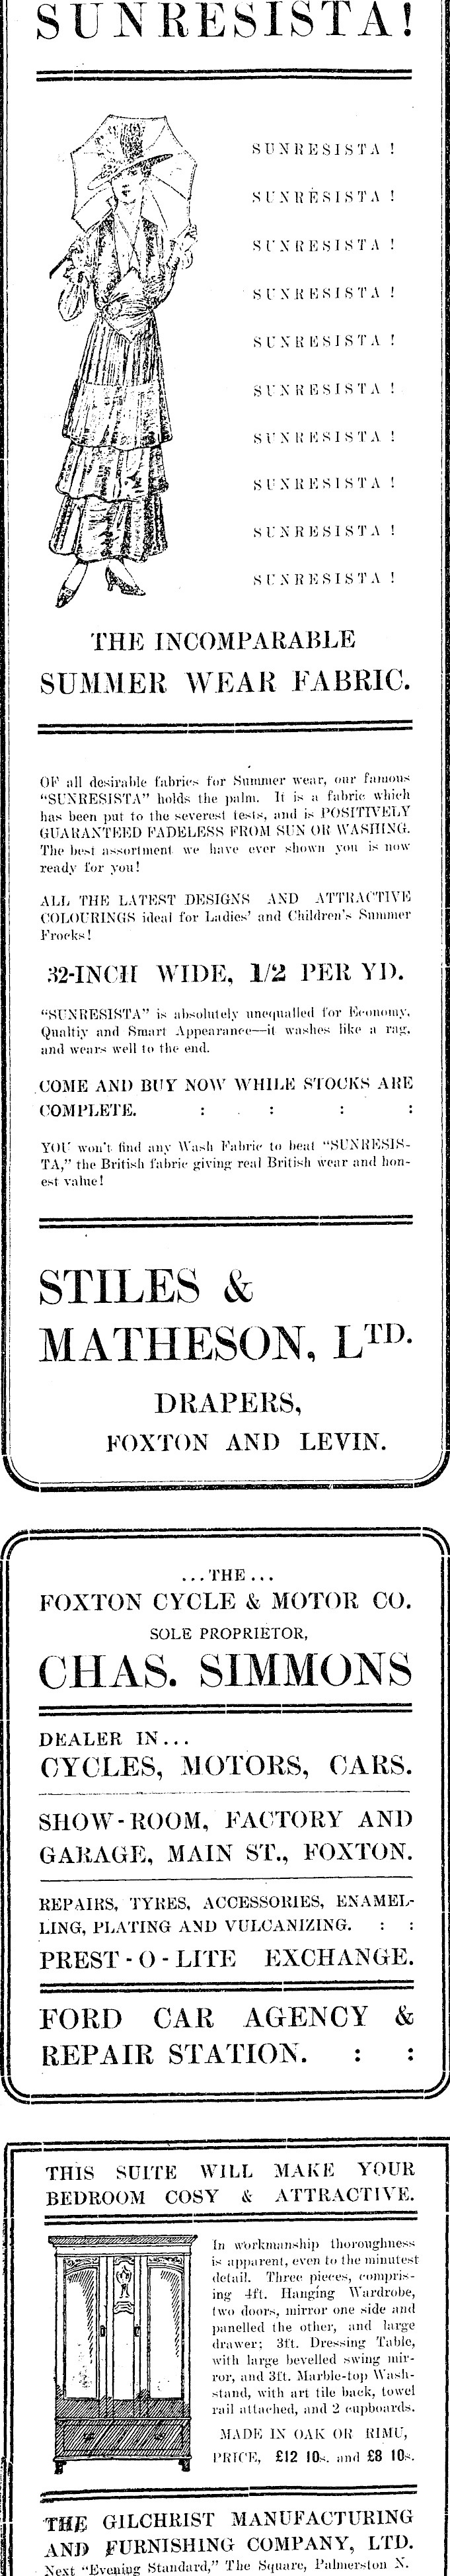 SUNRESISTA!
SUNRESISTA!
SUNRESISTA!
SUNRESISTA!
SUNRESISTA!
SUNRESISTA!
SUNRESISTA!
SUNRESISTA!
SUNRESISTA!
SUNRESISTA!
SUNRESISTA!
THE INCOMPARABLE
SUMMER WEAR FABRIC.
OF all desirable fabrics for Summer wear, our famous
“SUNRESISTA” holds the palm. It is a fabric which
has been put to the severest tests, and is POSITIVELY
GUARANTEED FADELESS FROM SUN OR WASHING.
The best assortment we have ever shown you is now
ready for you!
ALL THE LATEST DESIGNS AND ATTRACTIVE
COLOURINGS ideal for Ladies' and Children's Summer
Frocks!
32-INCH WIDE, 1/2 PER YD.
“SUNRESISTA” is absolutely unequalled for Economy,
Qualtiy and Smart Appearance—it washes like a rag,
and wears well to the end.
COME AND BUY NOW WHILE STOCKS ARE
COMPLETE. : : : :
YOU won't find any Wash Fabric to beat “SUNRESIS-
TA,” the British fabric giving real British wear and hon-
est value!
STILES &
MATHESON, LTD.
DRAPERS,
FOXTON AND LEVIN.
...THE...
FOXTON CYCLE & MOTOR CO.
SOLE PROPRIETOR,
CHAS. SIMMONS
DEALER IN...
CYCLES, MOTORS, CARS.
SHOW-ROOM, FACTORY AND
GARAGE, MAIN ST., FOXTON.
REPAIRS, TYRES, ACCESSORIES, ENAMEL-
LING, PLATING AND VULCANIZING. : :
PREST-O-LITE EXCHANGE.
FORD CAR AGENCY &
REPAIR STATION. : :
THIS SUITE WILL MAKE YOUR
BEDROOM COSY & ATTRACTIVE.
In workmanship thoroughness
is apparent, even to the minutest
detail. Three pieces, compris-
ing 4ft. Hanging Wardrobe,
two doors, mirror one side and
panelled the other, and large
drawer; 3ft. Dressing Table,
with large bevelled swing mir-
ror, and 3ft. Marble-top Wash-
stand, with art tile back, towel
rail attached, and 2 cupboards.
MADE IN OAK OR RIMU,
PRICE, £12 10s. and £8 10s.
THE GILCHRIST MANUFACTURING
AND FURNISHING COMPANY, LTD.
Next “Evening Standard,” The Square, Palmerston N.